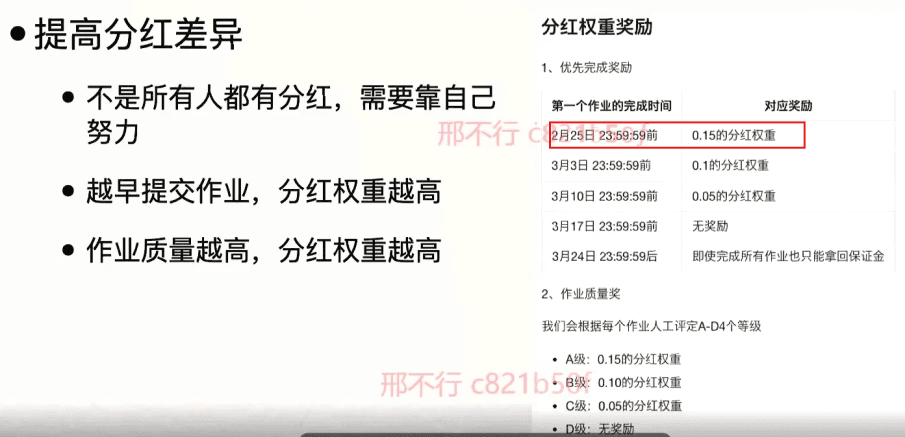 提高分红差异
不是所有人都有分红，需要靠自己
努力
越早提交作业，分红权重越高
作业质量越高，分红权重越高
分红权重奖励
1、优先完成奖励
第一个作业的完成时间 对应奖励
2月25日 23:59:59前 0.15的分红权重
3月3日 23:59:59前 0.1的分红权重
3月10日 23:59:59前 0.05的分红权重
3月17日 23:59:59前 无奖励
3月24日 23:59:59后 即使完成所有作业也只能拿回保证金
2、作业质量奖
我们会根据每个作业人工评定A-D4个等级
A级：0.15的分红权重
B级：0.10的分红权重
C级：0.05的分红权重
D级：无奖励
邢不行 c821b50f
邢不行 c821b50f